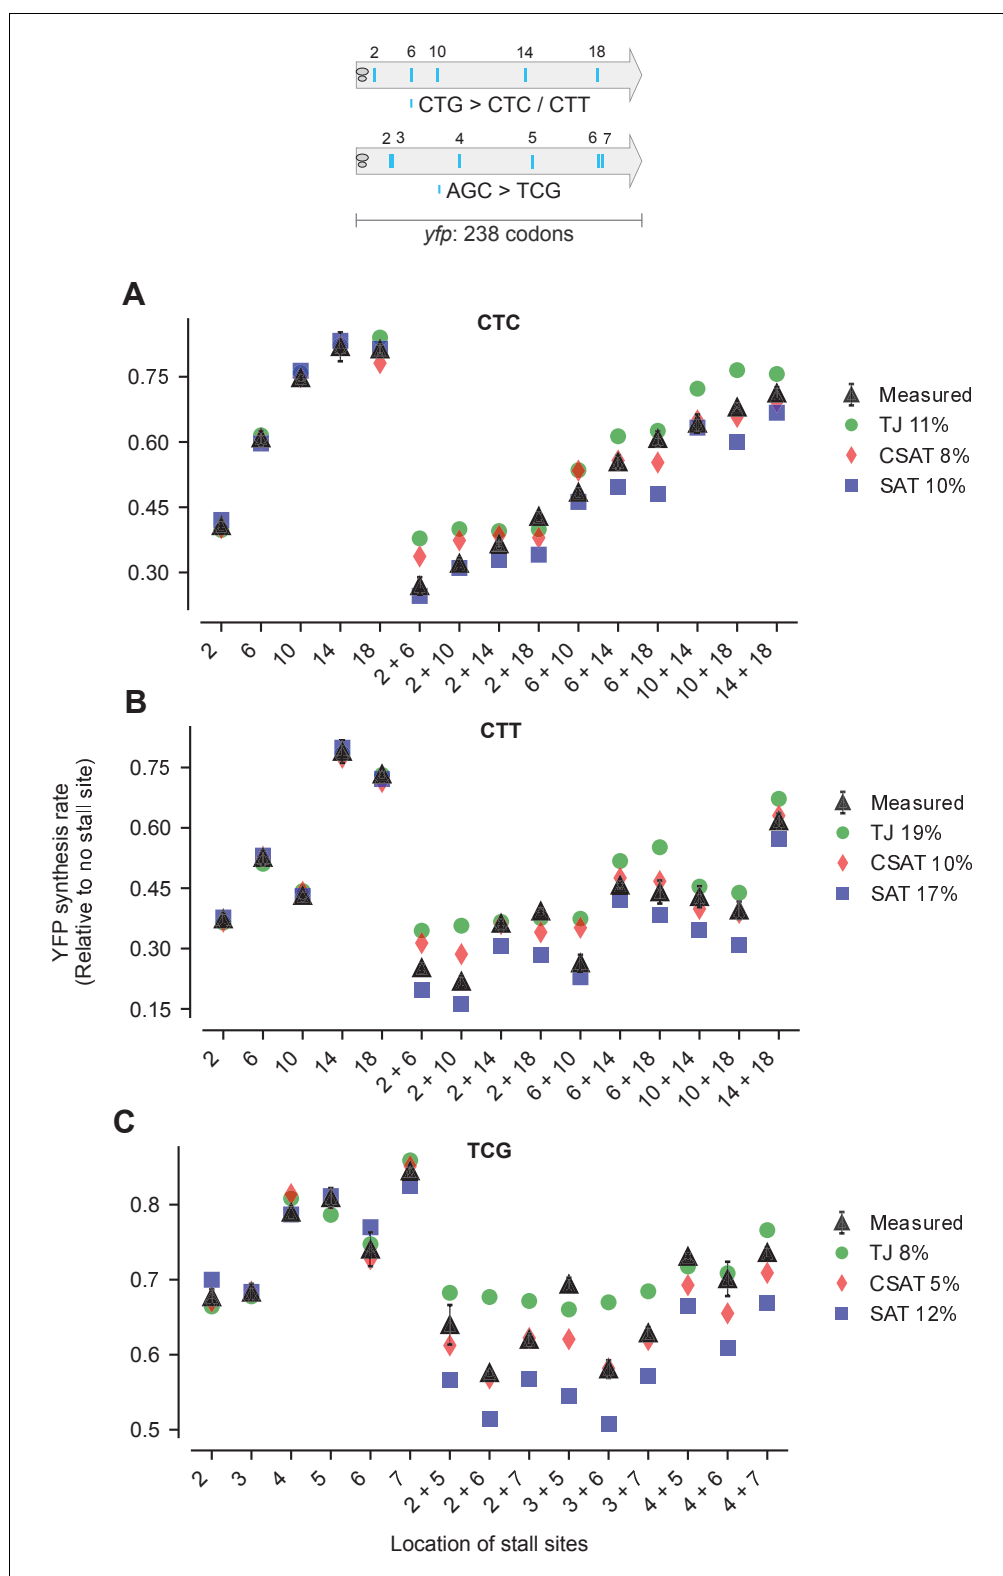 2 6 10 14 18
CTG > CTC / CTT
2 3 4 5 6 7
AGC > TCG
yfp: 238 codons
A
CTC
0.75
0.60
0.45
0.30
Measured
TJ 11%
CSAT 8%
SAT 10%
2 6 10 14 18 2 + 6 2 + 10 2 + 14 2 + 18 6 + 10 6 + 14 6 + 18 10 + 14 10 + 18 14 + 18
B
CTT
YFP synthesis rate
(Relative to no stall site)
0.75
0.60
0.45
0.30
0.15
Measured
TJ 19%
CSAT 10%
SAT 17%
2 6 10 14 18 2 + 6 2 + 10 2 + 14 2 + 18 6 + 10 6 + 14 6 + 18 10 + 14 10 + 18 14 + 18
C
TCG
0.8
0.7
0.6
0.5
Measured
TJ 8%
CSAT 5%
SAT 12%
2 3 4 5 6 7 2 + 5 2 + 6 2 + 7 3 + 5 3 + 6 3 + 7 4 + 5 4 + 6 4 + 7
Location of stall sites